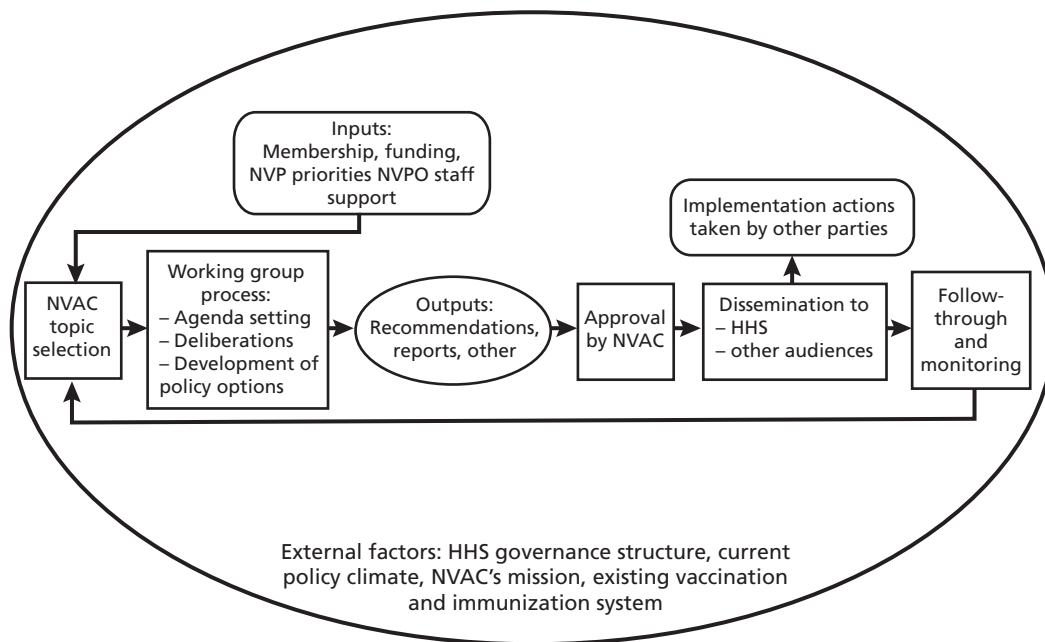 Inputs:
Membership, funding,
NVP priorities NVPO staff
support
Implementation actions
taken by other parties
NVAC
topic
selection
Working group
process:
– Agenda setting
– Deliberations
– Development of
policy options
Outputs:
Recommendations,
reports, other
Approval
by NVAC
Dissemination to
– HHS
– other audiences
Follow-
through
and
monitoring
External factors: HHS governance structure, current
policy climate, NVAC’s mission, existing vaccination
and immunization system